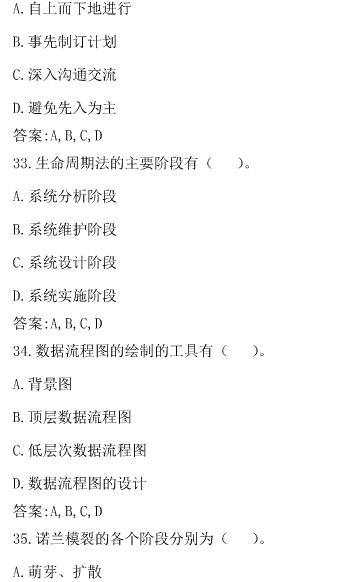 A.自上而下地进行
B.事先制订计划
C.深入沟通交流
D.避免先入为主
答案:A,B,C,D
33.生命周期法的主要阶段有（　）。
A.系统分析阶段
B.系统维护阶段
C.系统设计阶段
D.系统实施阶段
答案:A,B,C,D
34.数据流程图的绘制的工具有（　）。
A.背景图
B.顶层数据流程图
C.低层次数据流程图
D.数据流程图的设计
答案:A,B,C,D
35.诺兰模裂的各个阶段分别为（　）。
A.萌芽、扩散